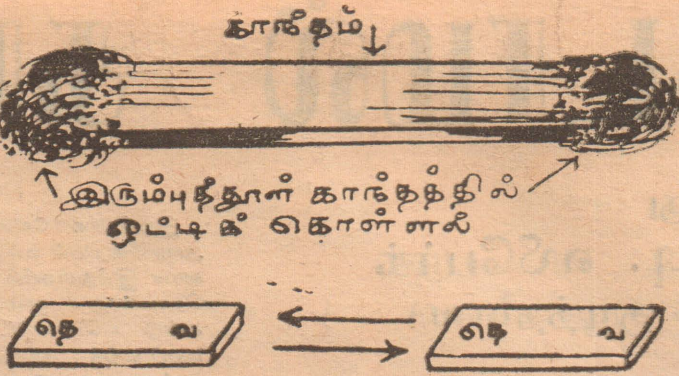 காந்தம்
இரும்புத்தூள் காந்தத்தில்
ஒட்டிக் கொள்ளல்
தெ வ தெ வ